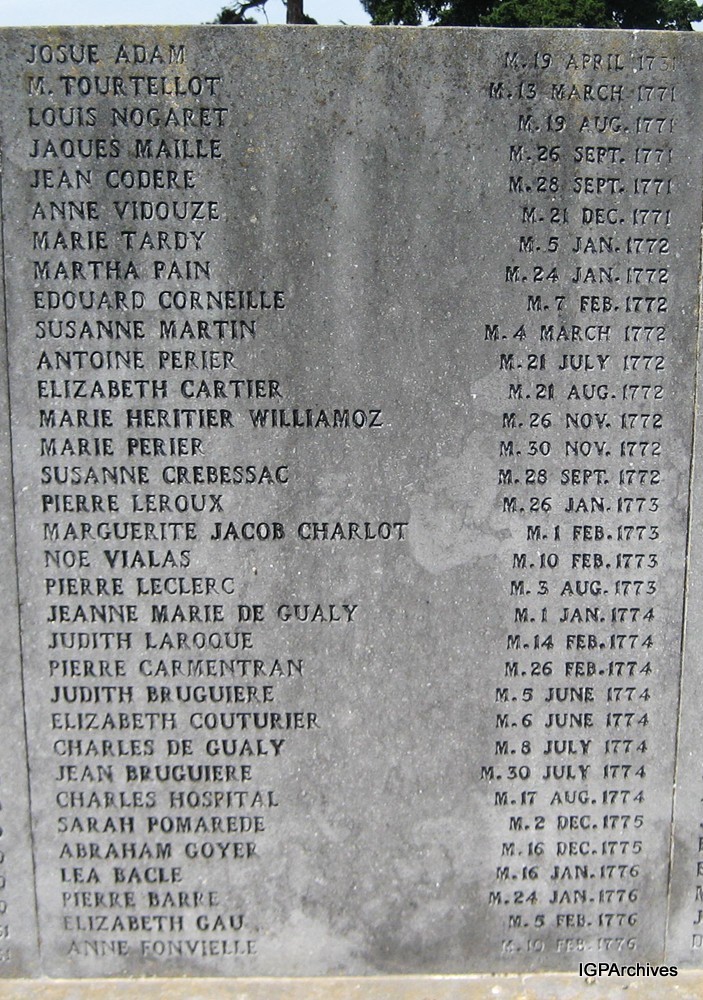 JOSUE ADAM M. 19 APRIL 1731
M. TOURTELLOT M. 13 MARCH 1771
LOUIS NOGARET M. 19 AUG. 1771
JAQUES MAILLE M. 26 SEPT. 1771
JEAN CODERE M. 28 SEPT. 1771
ANNE VIDOUZE M. 21 DEC. 1771
MARIE TARDY M. 5 JAN. 1772
MARTHA PAIN M. 24 JAN. 1772
EDOUARD CORNEILLE M. 7 FEB. 1772
SUSANNE MARTIN M. 4 MARCH 1772
ANTOINE PERIER M. 21 JULY 1772
ELIZABETH CARTIER M. 21 AUG. 1772
MARIE HERITIER WILLIAMOZ M. 26 NOV. 1772
MARIE PERIER M. 30 NOV. 1772
SUSANNE CREBESSAC M. 28 SEPT. 1772
PIERRE LEROUX M. 26 JAN. 1773
MARGUERITE JACOB CHARLOT M. 1 FEB. 1773
NOE VIALAS M. 10 FEB. 1773
PIERRE LECLERC M. 3 AUG. 1773
JEANNE MARIE DE GUALY M. 1 JAN. 1774
JUDITH LAROQUE M. 14 FEB. 1774
PIERRE CARMENTRAN M. 26 FEB. 1774
JUDITH BRUGUIERE M. 5 JUNE 1774
ELIZABETH COUTURIER M. 6 JUNE 1774
CHARLES DE GUALY M. 8 JULY 1774
JEAN BRUGUIERE M. 30 JULY 1774
CHARLES HOSPITAL M. 17 AUG. 1774
SARAH POMAREDE M. 2 DEC. 1775
ABRAHAM GOYER M. 16 DEC. 1775
LEA BACLE M. 16 JAN. 1776
PIERRE BARRE M. 24 JAN. 1776
ELIZABETH GAU M. 5 FEB. 1776
ANNE FONVIELLE M. 10 FEB. 1776
IGPArchives